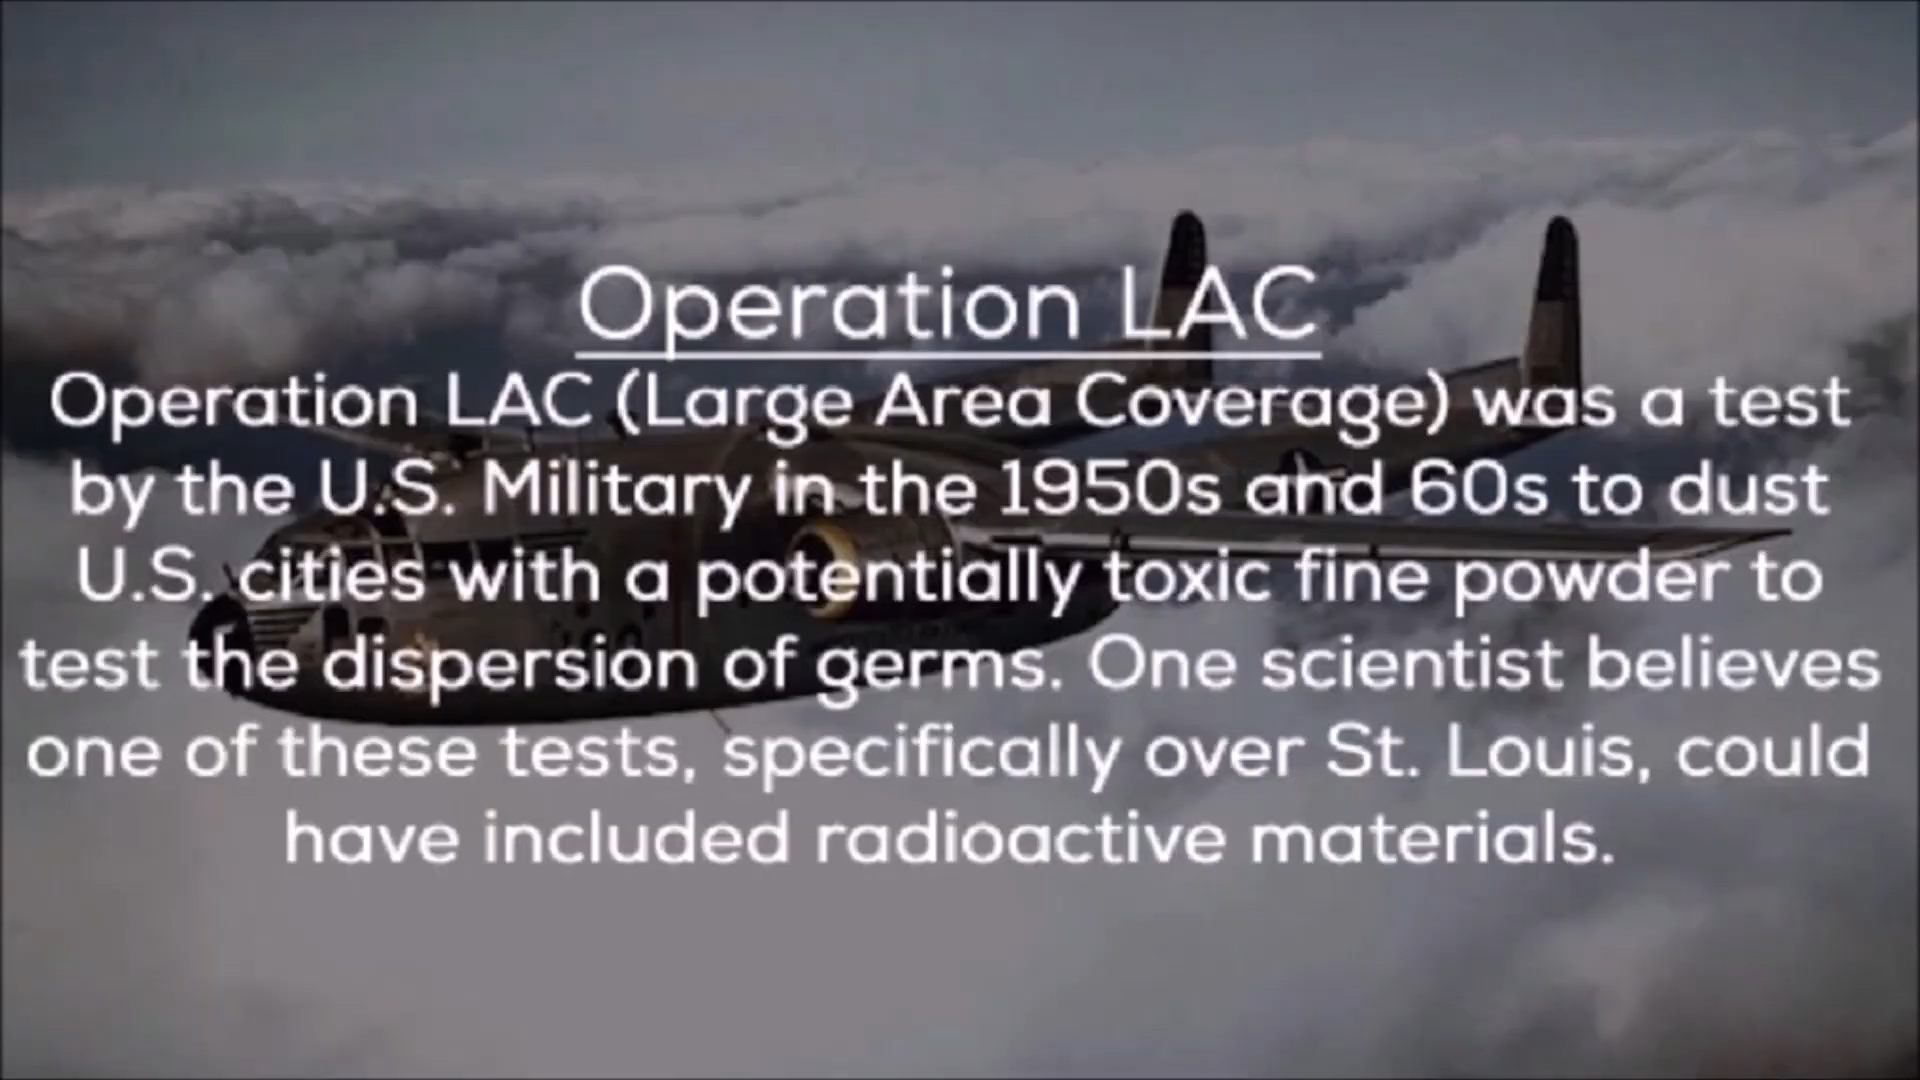 Operation LAC
Operation LAC (Large Area Coverage) was a test
by the U.S. Military in the 1950s and 60s to dust
U.S. cities with a potentially toxic fine powder to
test the dispersion of germs. One scientist believes
one of these tests, specifically over St. Louis, could
have included radioactive materials.